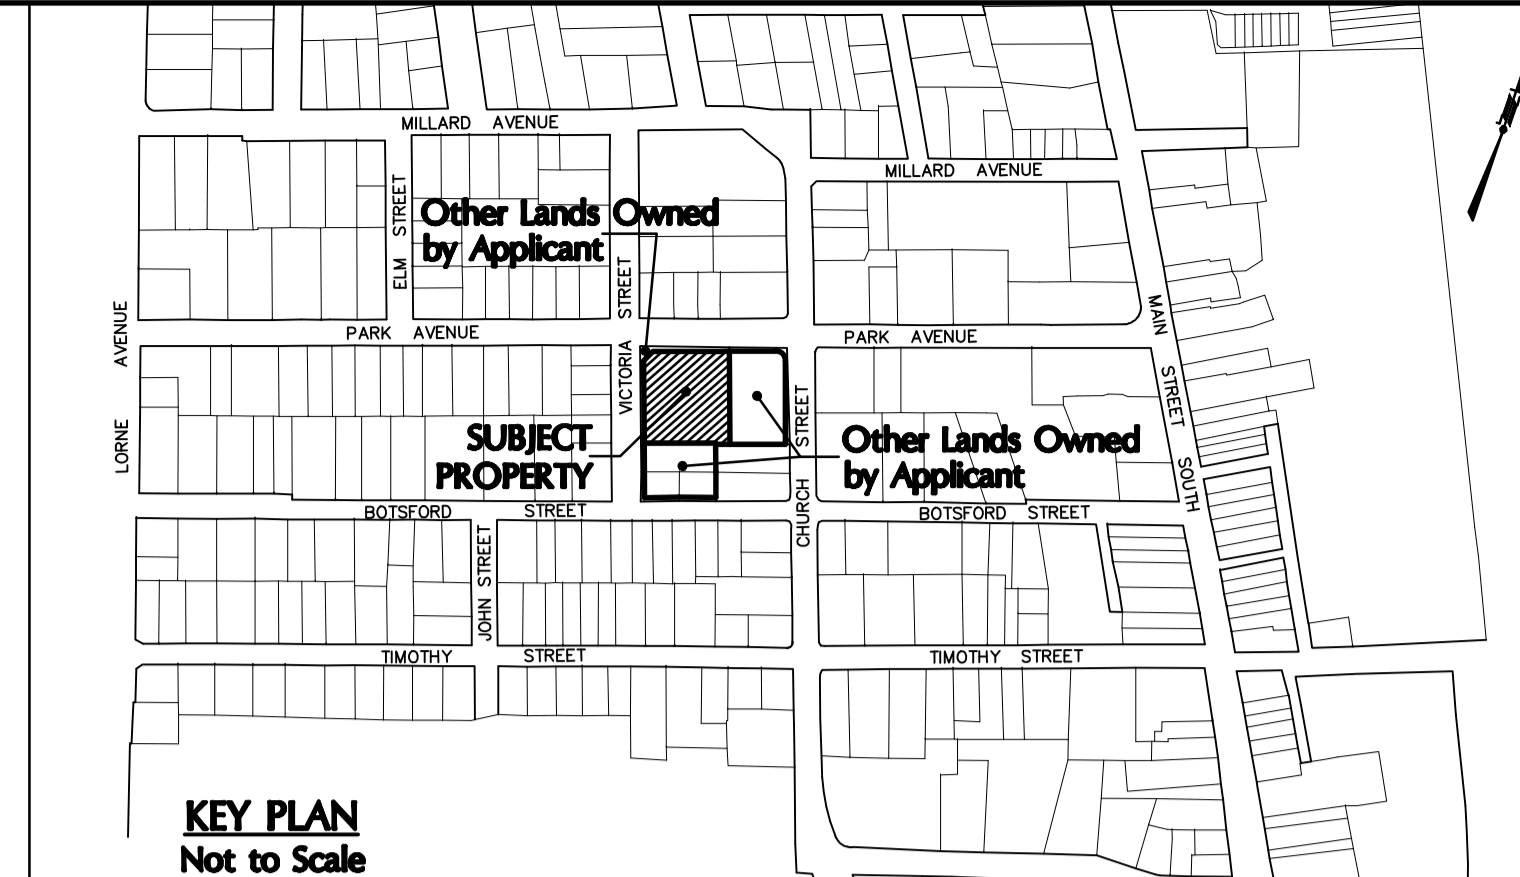 MILLARD AVENUE
MILLARD AVENUE
ELM STREET
Other Lands Owned
by Applicant
VICTORIA STREET
LORNE AVENUE
PARK AVENUE
PARK AVENUE
MAIN STREET SOUTH
SUBJECT
PROPERTY
CHURCH STREET
Other Lands Owned
by Applicant
BOTSFORD STREET
BOTSFORD STREET
JOHN STREET
TIMOTHY STREET
TIMOTHY STREET
KEY PLAN
Not to Scale